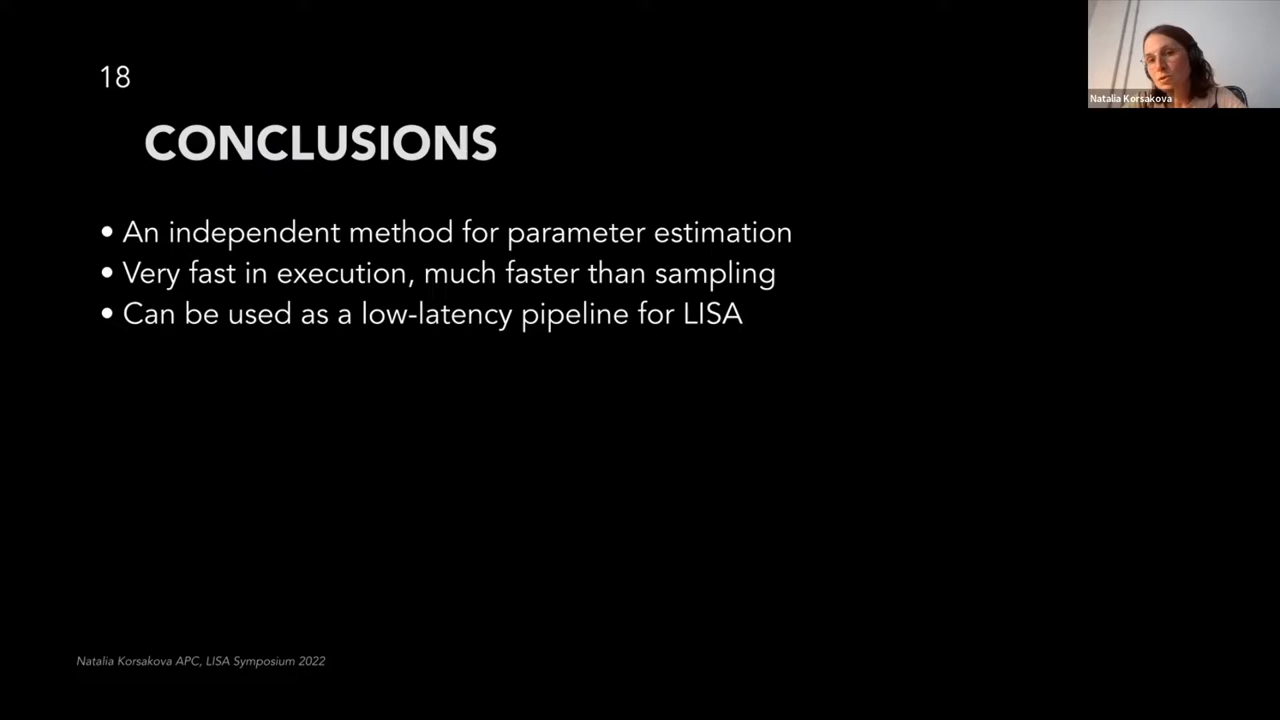 18
Natalia Korsakova
CONCLUSIONS
• An independent method for parameter estimation
• Very fast in execution, much faster than sampling
• Can be used as a low-latency pipeline for LISA
Natalia Korsakova APC, LISA Symposium 2022